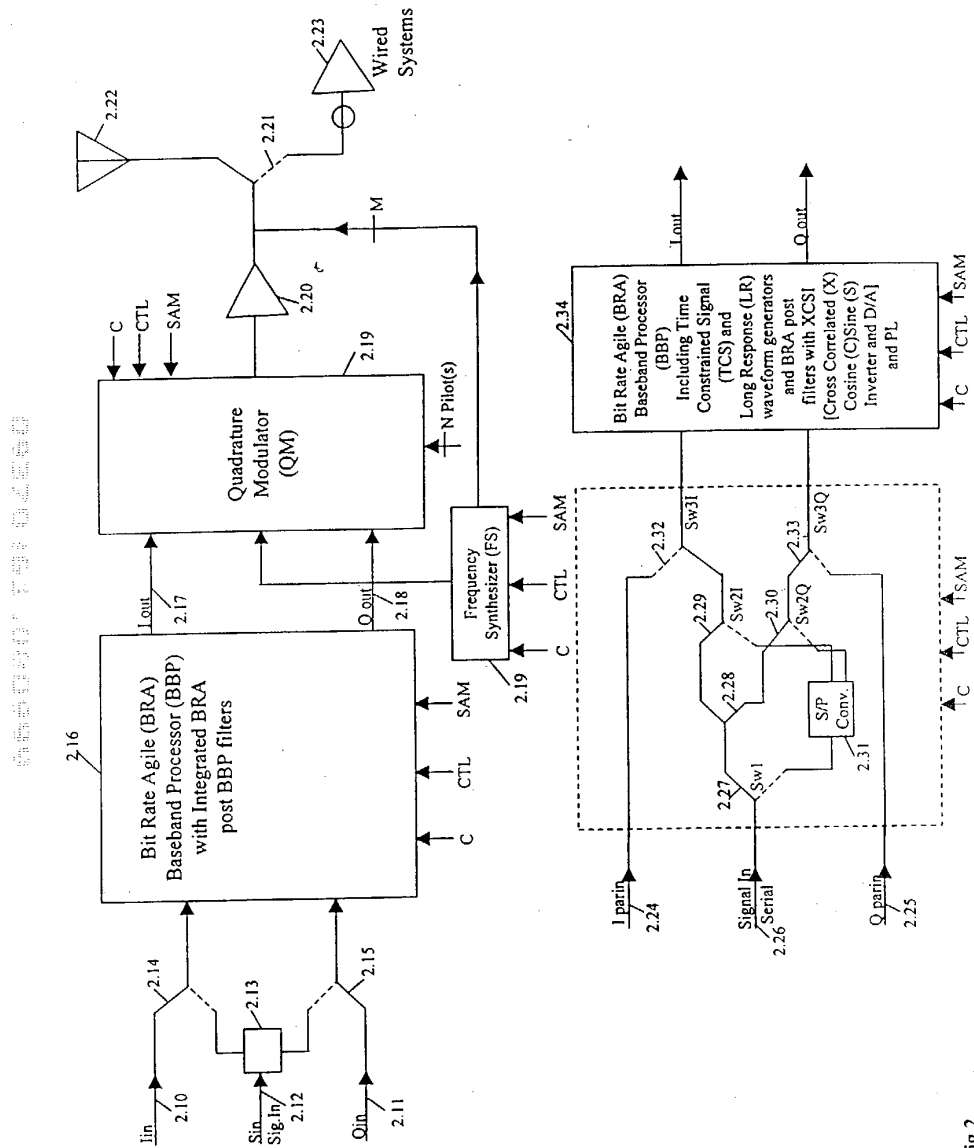 2.22
2.23
Wired
Systems
2.21
M
2.20
C
CTL
SAM
2.19
Quadrature
Modulator
(QM)
N Pilot(s)
I out
2.17
Q out
2.18
Frequency
Synthesizer (FS)
2.19
C
CTL
SAM
2.16
Bit Rate Agile (BRA)
Baseband Processor (BBP)
with Integrated BRA
post BBP filters
C
CTL
SAM
2.14
2.15
2.13
Iin
2.10
Sin
Sig.In
2.12
Qin
2.11
I out
Q out
2.34
Bit Rate Agile (BRA)
Baseband Processor
(BBP)
Including Time
Constrained Signal
(TCS) and
Long Response (LR)
waveform generators
and BRA post
filters with XCSI
[Cross Correlated (X)
Cosine (C)Sine (S)
Inverter and D/A]
and PL
C
CTL
SAM
2.32
Sw3I
2.33
Sw3Q
2.29
Sw2I
2.30
Sw2Q
2.28
2.27
Sw1
S/P
Conv.
2.31
C
CTL
SAM
I parin
2.24
Signal In
Serial
2.26
Q parin
2.25